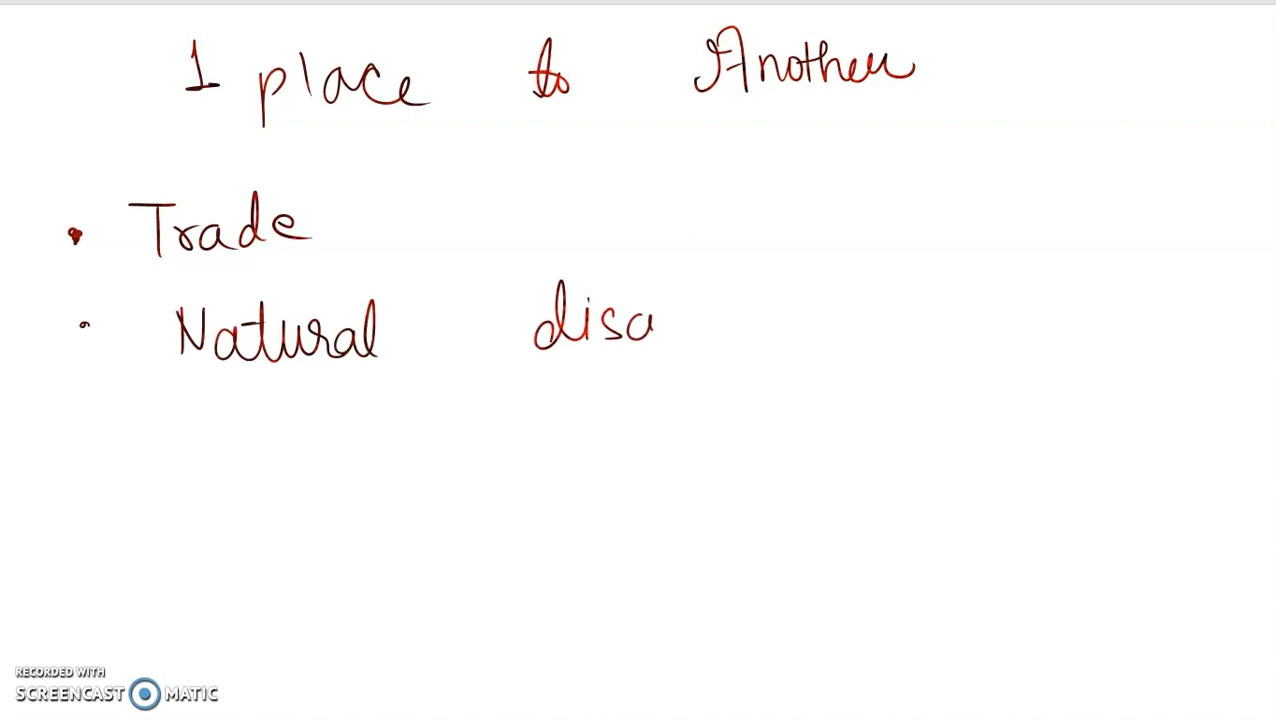 1 place to Another
• Trade
• Natural disa
RECORDED WITH
SCREENCAST MATIC